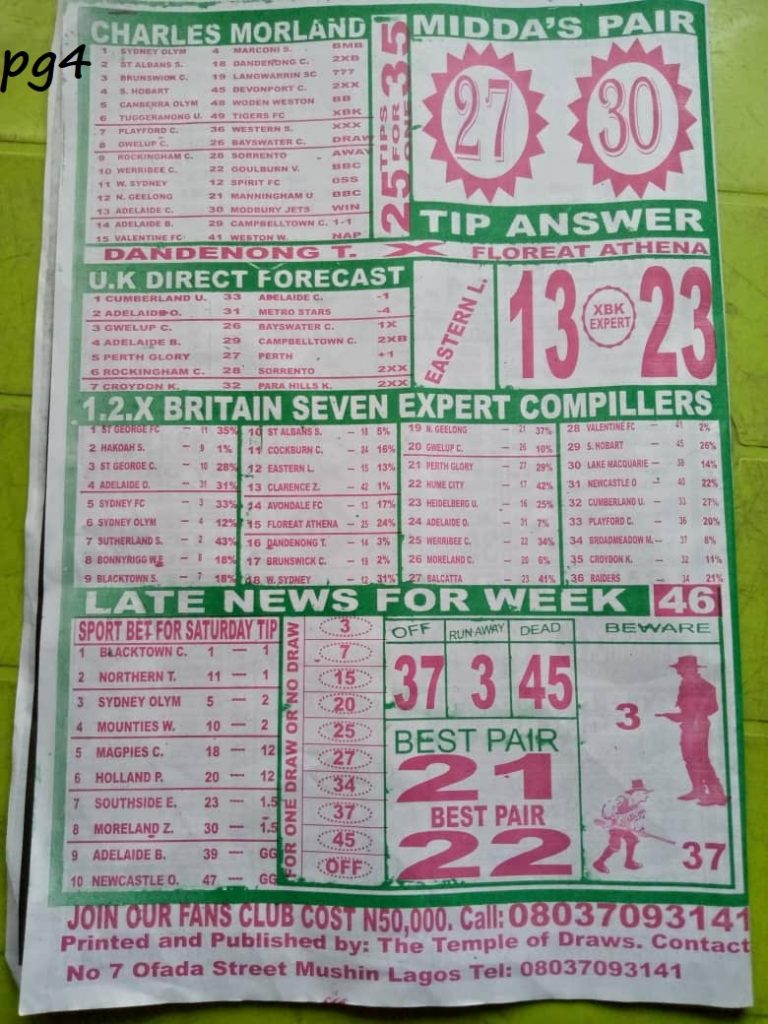 pg4
CHARLES MORLAND
1 SYDNEY OLYM 4 MARCONI S. BMB
2 ST ALBANS S. 18 DANDENONG C. 2XB
3 BRUNSWICK C. 19 LANGWARRIN SC 777
4 S. HOBART 45 DEVONPORT C. 2XX
5 CANBERRA OLYM 48 WODEN WESTON BB
6 TUGGERANONG U. 49 TIGERS FC XBK
7 PLAYFORD C. 36 WESTERN S. XXX
8 GWELUP C. 26 BAYSWATER C. DRAW
9 ROCKINGHAM C. 28 SORRENTO AWAY
10 WERRIBEE C. 22 GOULBURN V. BBC
11 W. SYDNEY 12 SPIRIT FC OSS
12 N. GEELONG 21 MANNINGHAM U BBC
13 ADELAIDE C. 30 MODBURY JETS WIN
14 ADELAIDE B. 29 CAMPBELLTOWN C. 1-1
15 VALENTINE FC 41 WESTON W. NAP
25 TIPS FOR 35
MIDDA'S PAIR
27 30
TIP ANSWER
DANDENONG T. X FLOREAT ATHENA
U.K DIRECT FORECAST
1 CUMBERLAND U. 33 ADELAIDE C. -1
2 ADELAIDE O. 31 METRO STARS -4
3 GWELUP C. 26 BAYSWATER C. 1X
4 ADELAIDE B. 29 CAMPBELLTOWN C. 2XB
5 PERTH GLORY 27 PERTH +1
6 ROCKINGHAM C. 28 SORRENTO 2XX
7 CROYDON K. 32 PARA HILLS K. 2XX
EASTERN L.
13 XBK EXPERT 23
1.2.X BRITAIN SEVEN EXPERT COMPILLERS
1 ST GEORGE FC - 11 35%
2 HAKOAH S. - 9 1%
3 ST GEORGE C. - 10 28%
4 ADELAIDE O. - 31 31%
5 SYDNEY FC - 3 33%
6 SYDNEY OLYM - 4 12%
7 SUTHERLAND S. - 2 43%
8 BONNYRIGG W.E - 8 18%
9 BLACKTOWN S. - 7 18%
10 ST ALBANS S. - 18 5%
11 COCKBURN C. - 24 16%
12 EASTERN L. - 15 13%
13 CLARENCE Z. - 42 1%
14 AVONDALE FC - 13 17%
15 FLOREAT ATHENA - 25 24%
16 DANDENONG T. - 14 3%
17 BRUNSWICK C. - 19 2%
18 W. SYDNEY - 12 31%
19 N. GEELONG - 21 37%
20 GWELUP C. - 26 10%
21 PERTH GLORY - 27 29%
22 HUME CITY - 17 42%
23 HEIDELBERG U. - 16 25%
24 ADELAIDE O. - 31 7%
25 WERRIBEE C. - 22 34%
26 MORELAND C. - 20 6%
27 BALCATTA - 23 41%
28 VALENTINE FC - 41 2%
29 S. HOBART - 45 26%
30 LAKE MACQUARIE - 38 14%
31 NEWCASTLE O - 40 22%
32 CUMBERLAND U. - 33 27%
33 PLAYFORD C. - 36 20%
34 BROADMEADOW M. - 37 8%
35 CROYDON K. - 32 11%
36 RAIDERS - 34 21%
LATE NEWS FOR WEEK 46
SPORT BET FOR SATURDAY TIP
1 BLACKTOWN C. 1 — 1
2 NORTHERN T. 11 — 1
3 SYDNEY OLYM 5 — 2
4 MOUNTIES W. 10 — 2
5 MAGPIES C. 18 — 12
6 HOLLAND P. 20 — 12
7 SOUTHSIDE E. 23 — 1.5
8 MORELAND Z. 30 — 1.5
9 ADELAIDE B. 39 — GG
10 NEWCASTLE O. 47 — GG
FOR ONE DRAW OR NO DRAW
3
7
15
20
25
27
34
37
45
OFF
OFF RUN AWAY DEAD
37 3 45
BEST PAIR
21
BEST PAIR
22
BEWARE
3
37
JOIN OUR FANS CLUB COST N50,000. Call: 08037093141
Printed and Published by: The Temple of Draws. Contact
No 7 Ofada Street Mushin Lagos Tel: 08037093141